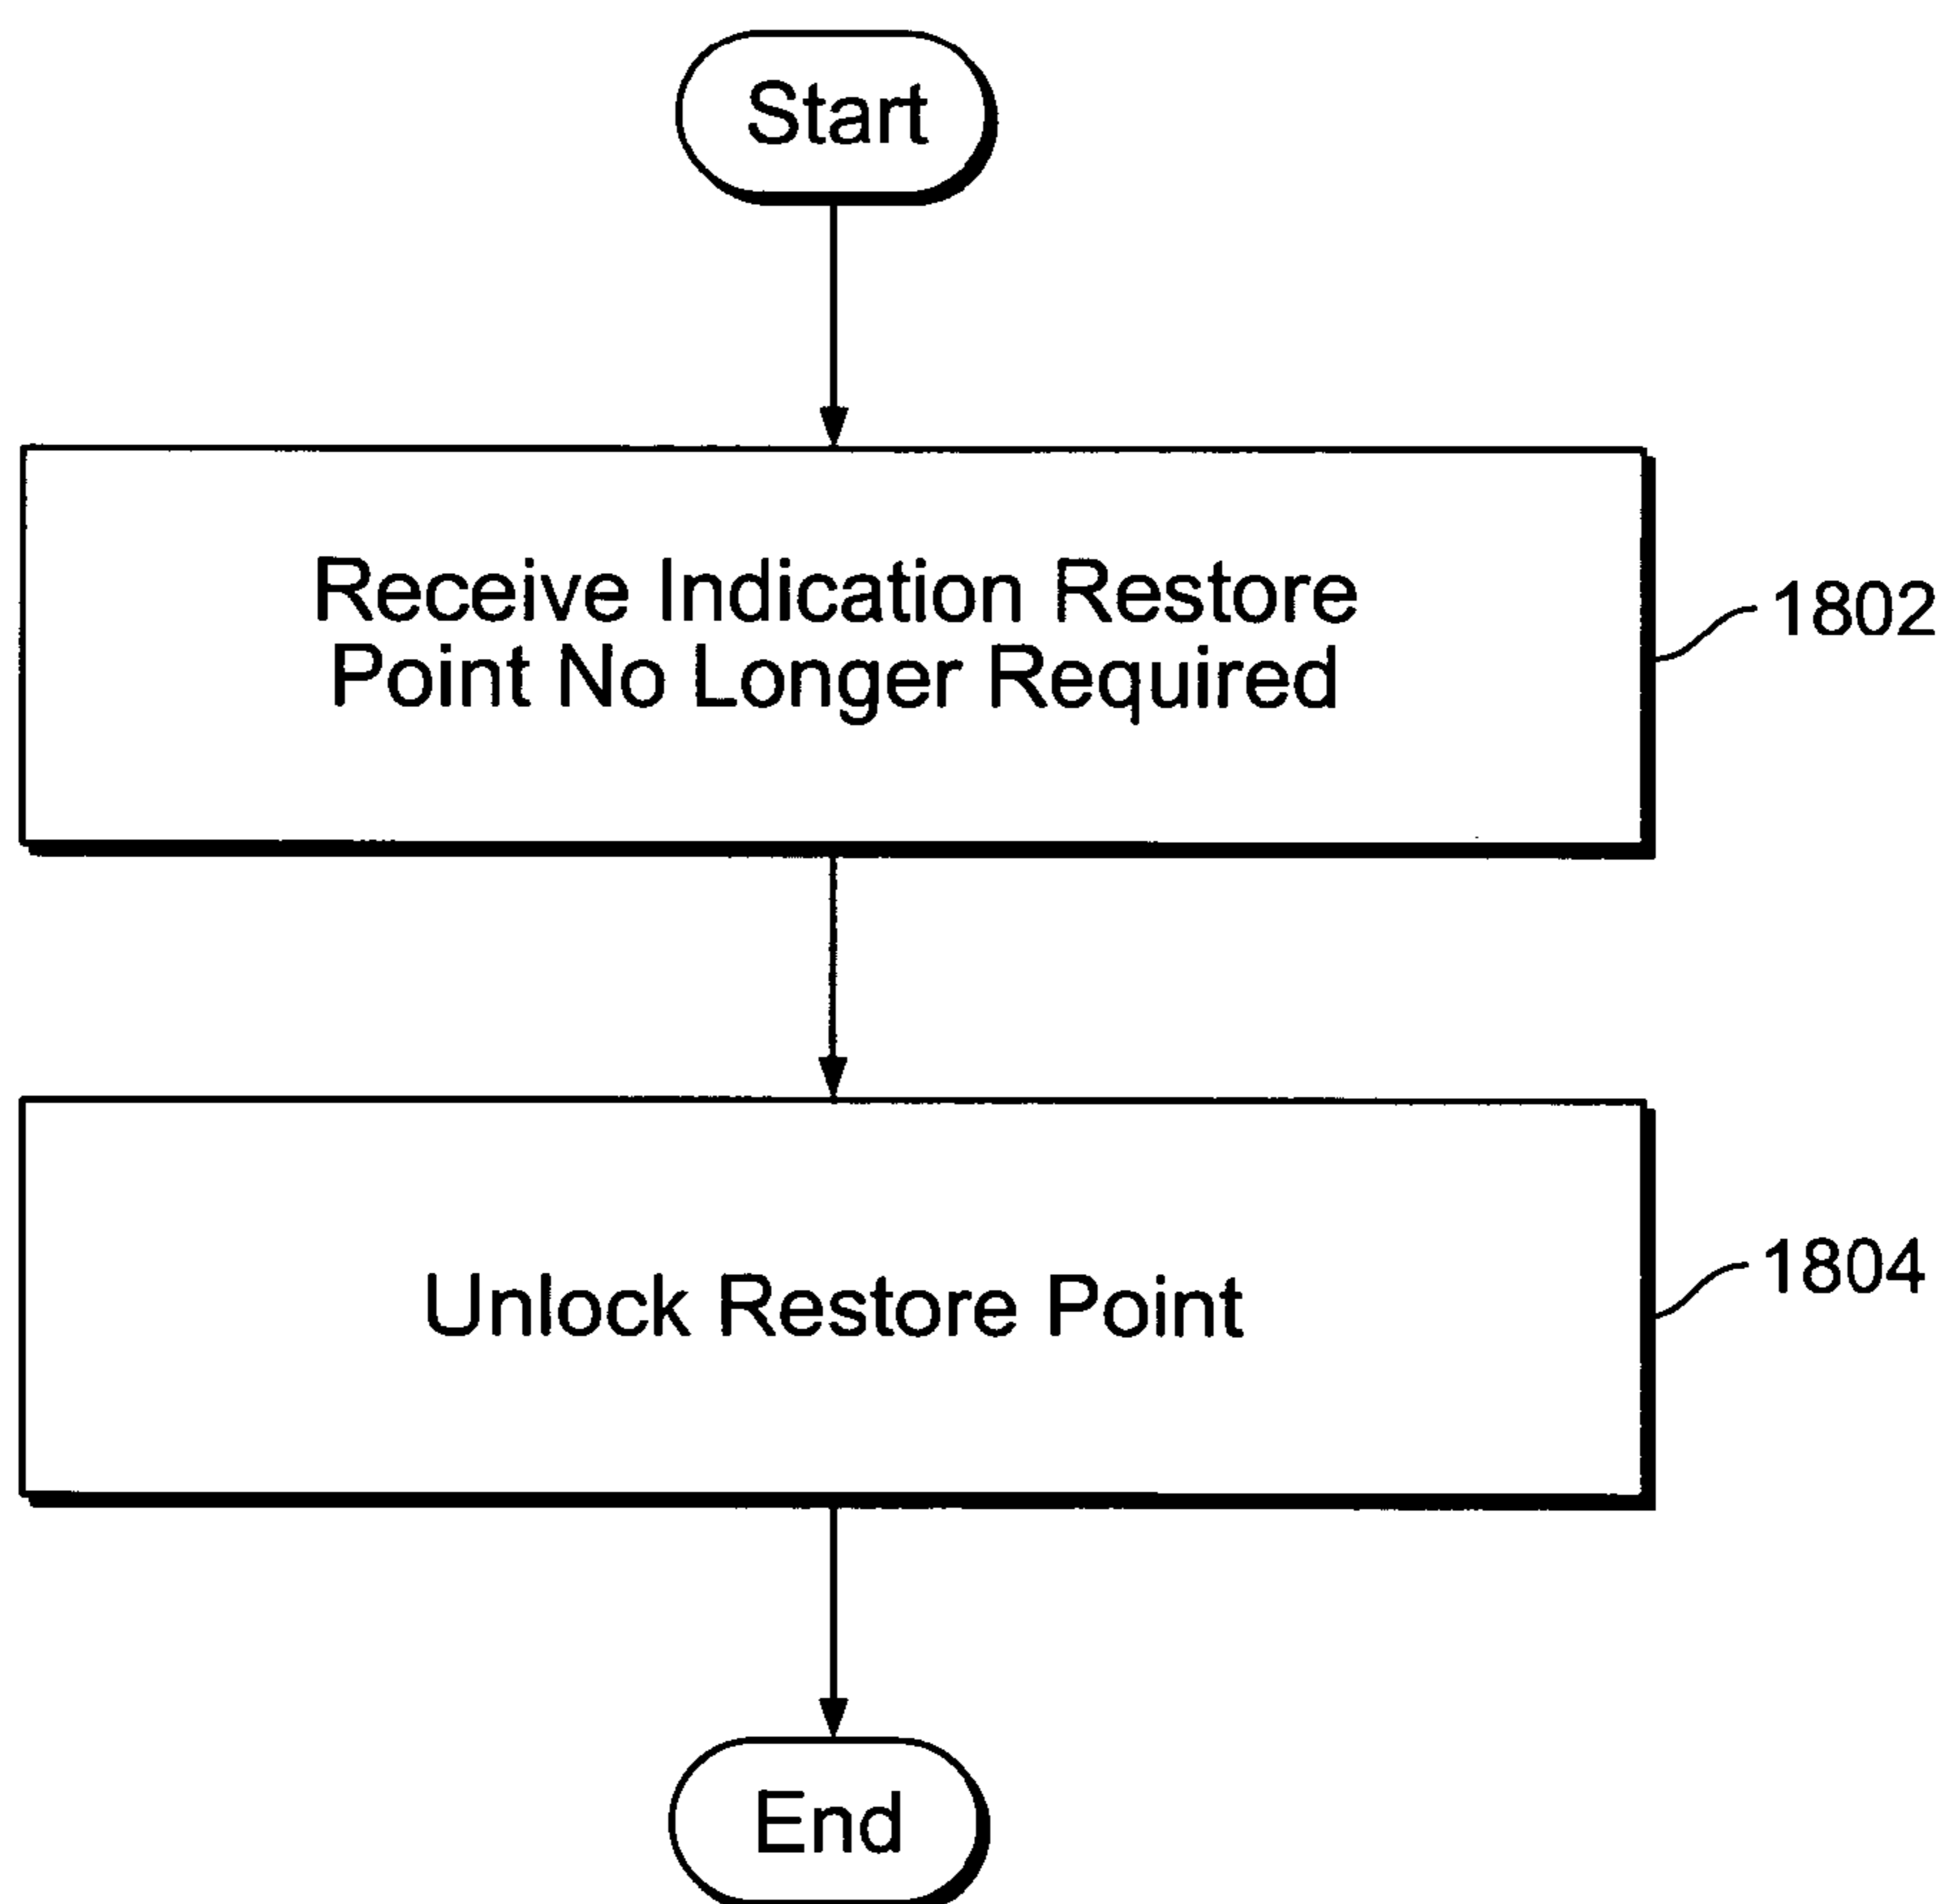 Start
Receive Indication Restore
Point No Longer Required
1802
Unlock Restore Point
1804
End